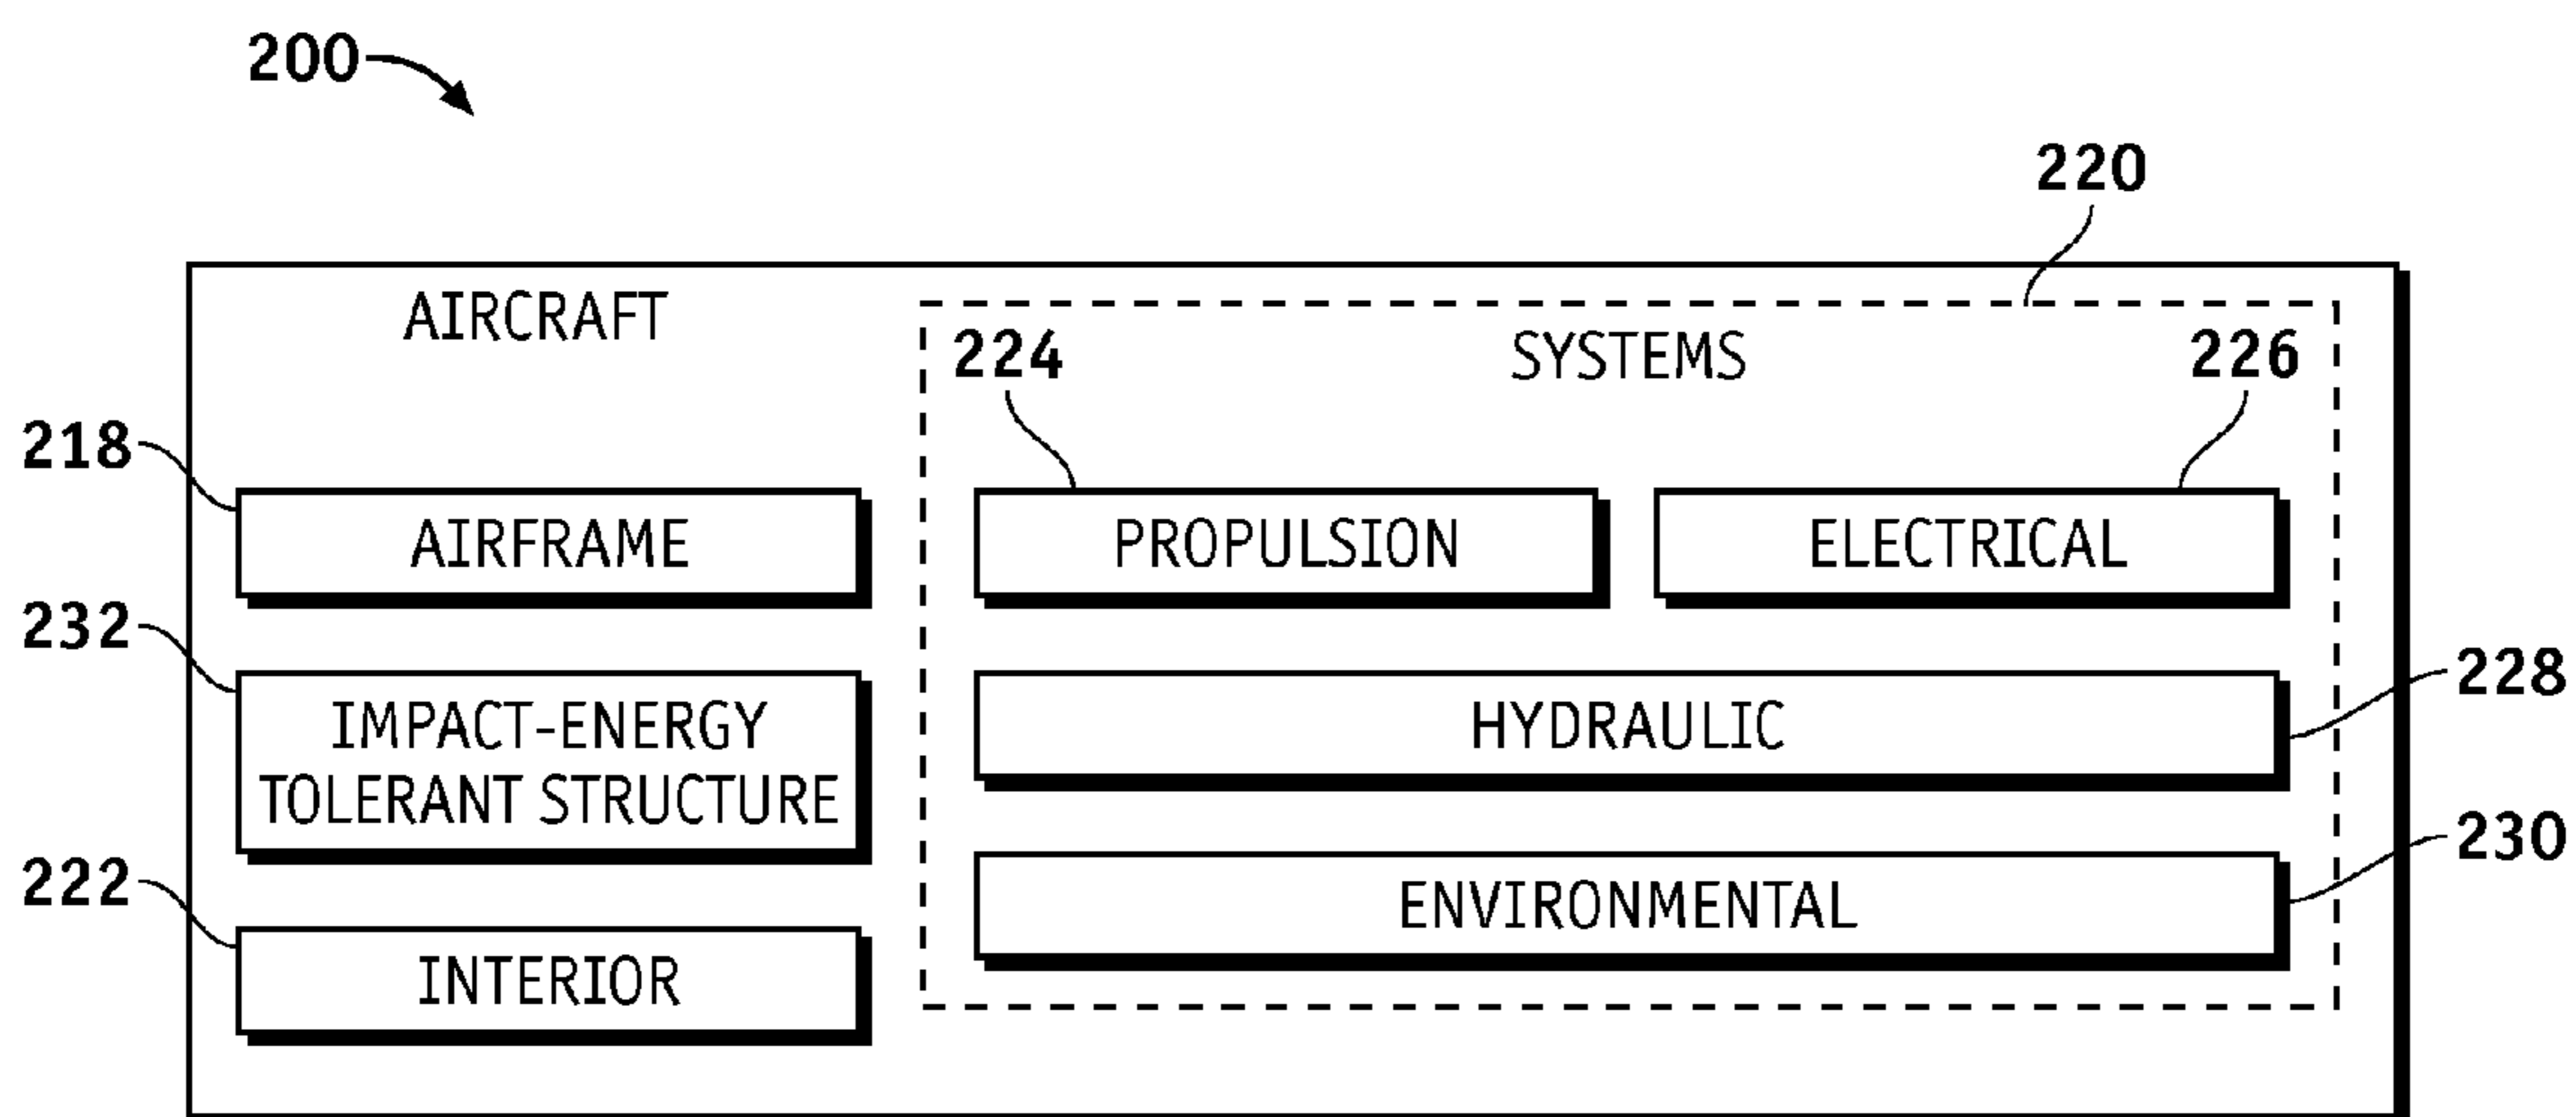 200
220
AIRCRAFT
SYSTEMS
224
226
218
AIRFRAME
PROPULSION
ELECTRICAL
232
IMPACT-ENERGY
TOLERANT STRUCTURE
HYDRAULIC
228
222
INTERIOR
ENVIRONMENTAL
230